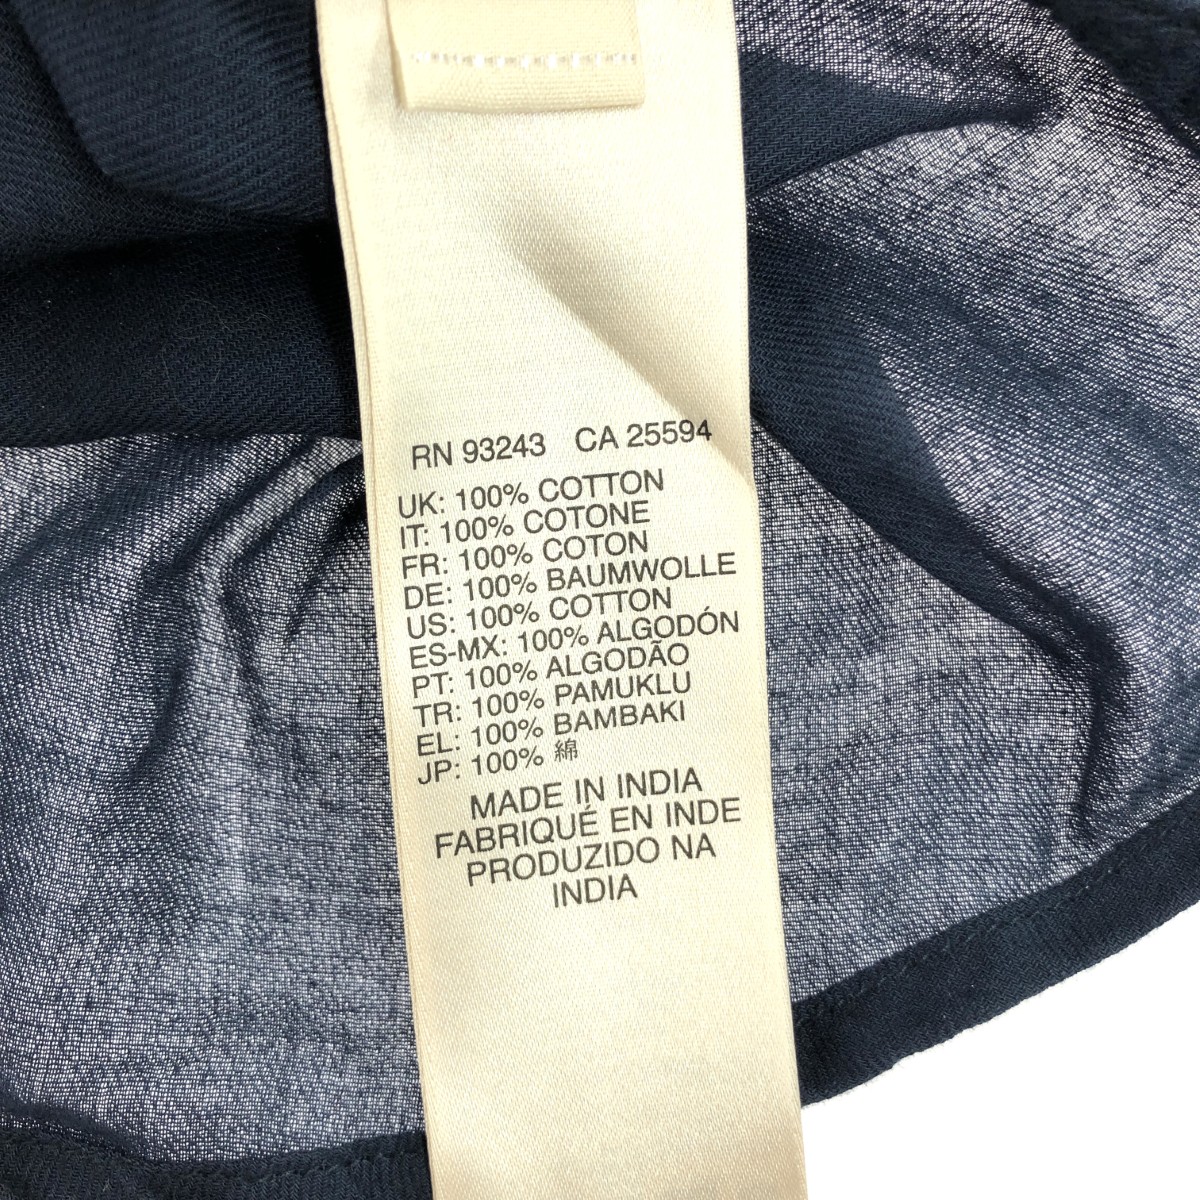 RN 93243 CA 25594
UK: 100% COTTON
IT: 100% COTONE
FR: 100% COTON
DE: 100% BAUMWOLLE
US: 100% COTTON
ES-MX: 100% ALGODÓN
PT: 100% ALGODÃO
TR: 100% PAMUKLU
EL: 100% BAMBAKI
JP: 100% 綿
MADE IN INDIA
FABRIQUÉ EN INDE
PRODUZIDO NA
INDIA